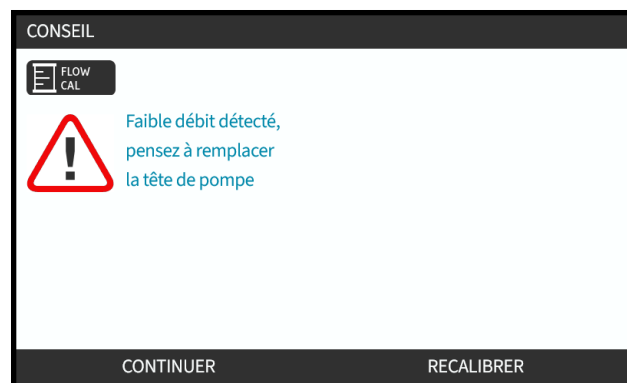 CONSEIL
FLOW
CAL
Faible débit détecté,
pensez à remplacer
la tête de pompe
CONTINUER
RECALIBRER